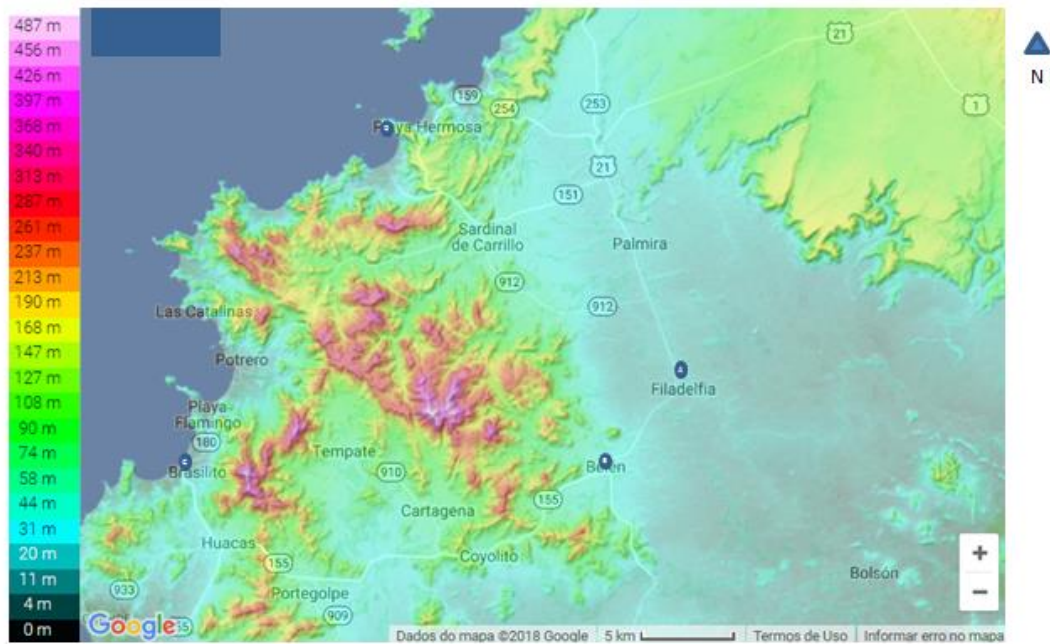 487 m
456 m
426 m
397 m
368 m
340 m
313 m
287 m
261 m
237 m
213 m
190 m
168 m
147 m
127 m
108 m
90 m
74 m
58 m
44 m
31 m
20 m
11 m
4 m
0 m
N
21
1
159
254
253
Playa Hermosa
21
151
Sardinal
de Carrillo
Palmira
912
912
Las Catalinas
Potrero
Filadelfia
Playa
Flamingo
180
Brasilito
Tempate
910
Belén
155
Cartagena
Huacas
155
Coyolito
Bolsón
933
Portegolpe
909
+
−
Google
Dados do mapa ©2018 Google
5 km
Termos de Uso
Informar erro no mapa